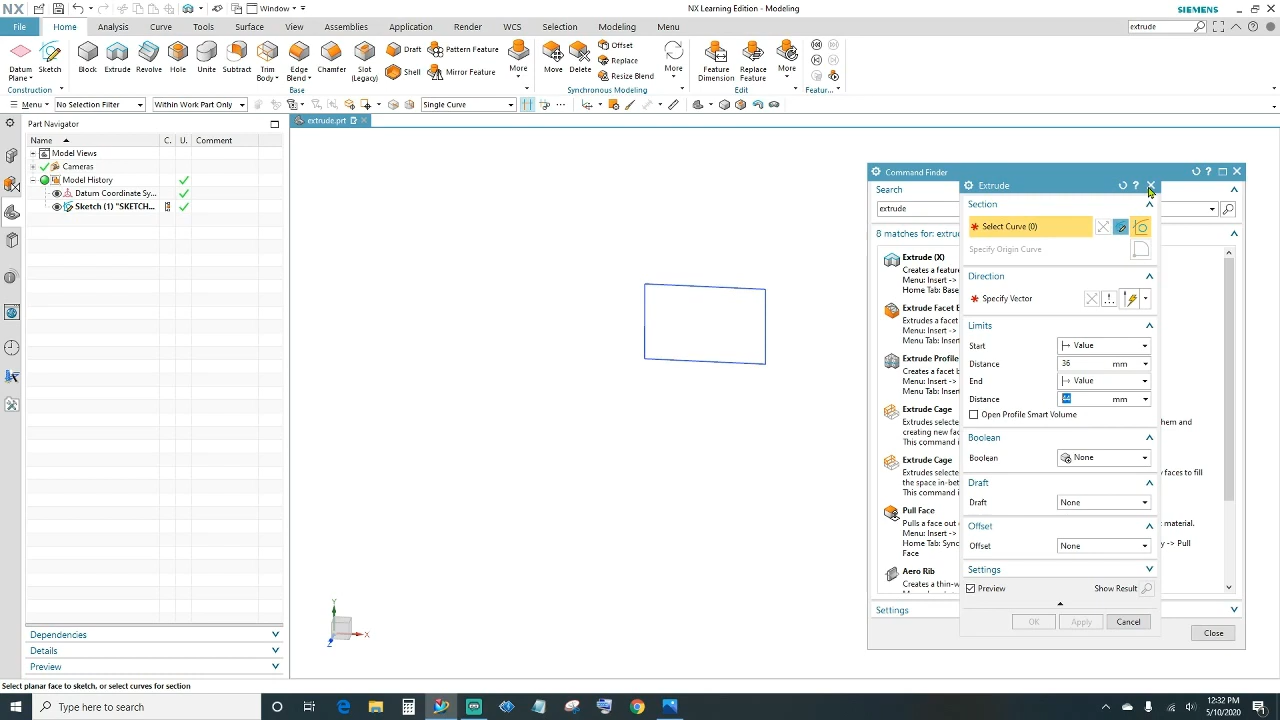 NX Window NX Learning Edition - Modeling SIEMENS
File Home Analysis Curve Tools Surface View Assemblies Application Render WCS Selection Modeling Menu extrude
Datum Plane Sketch Block Extrude Revolve Hole Unite Subtract Trim Body Edge Blend Chamfer Slot (Legacy) Draft Shell Pattern Feature Mirror Feature More Move Delete Offset Replace Resize Blend More Feature Dimension Replace Feature More
Construction Base Synchronous Modeling Edit Featur...
Menu No Selection Filter Within Work Part Only Single Curve
Part Navigator extrude.prt
Name C. U. Comment
Model Views
Cameras
Model History
Datum Coordinate Sy...
Sketch (1) "SKETCH...
Dependencies
Details
Preview
Y
X
Z
Command Finder
Search
extrude
8 matches for: extrud
Extrude (X)
Creates a feature
Menu: Insert ->
Home Tab: Base
Extrude Facet B
Extrudes a facet
Menu: Insert ->
Menu Tab: Insert
Extrude Profile
Creates a facet b
Menu: Insert ->
Menu Tab: Insert
Extrude Cage
Extrudes selecte them and
creating new fac
This command i
Extrude Cage
Extrudes selecte y faces to fill
the space in-bet
This command i
Pull Face
Pulls a face out material.
Menu: Insert -> y -> Pull
Home Tab: Sync
Face
Aero Rib
Creates a thin-w
Settings
Close
Extrude
Section
* Select Curve (0)
Specify Origin Curve
Direction
* Specify Vector
Limits
Start Value
Distance 36 mm
End Value
Distance 44 mm
Open Profile Smart Volume
Boolean
Boolean None
Draft
Draft None
Offset
Offset None
Settings
Preview Show Result
OK Apply Cancel
Select planar face to sketch, or select curves for section
Type here to search
12:32 PM
5/10/2020